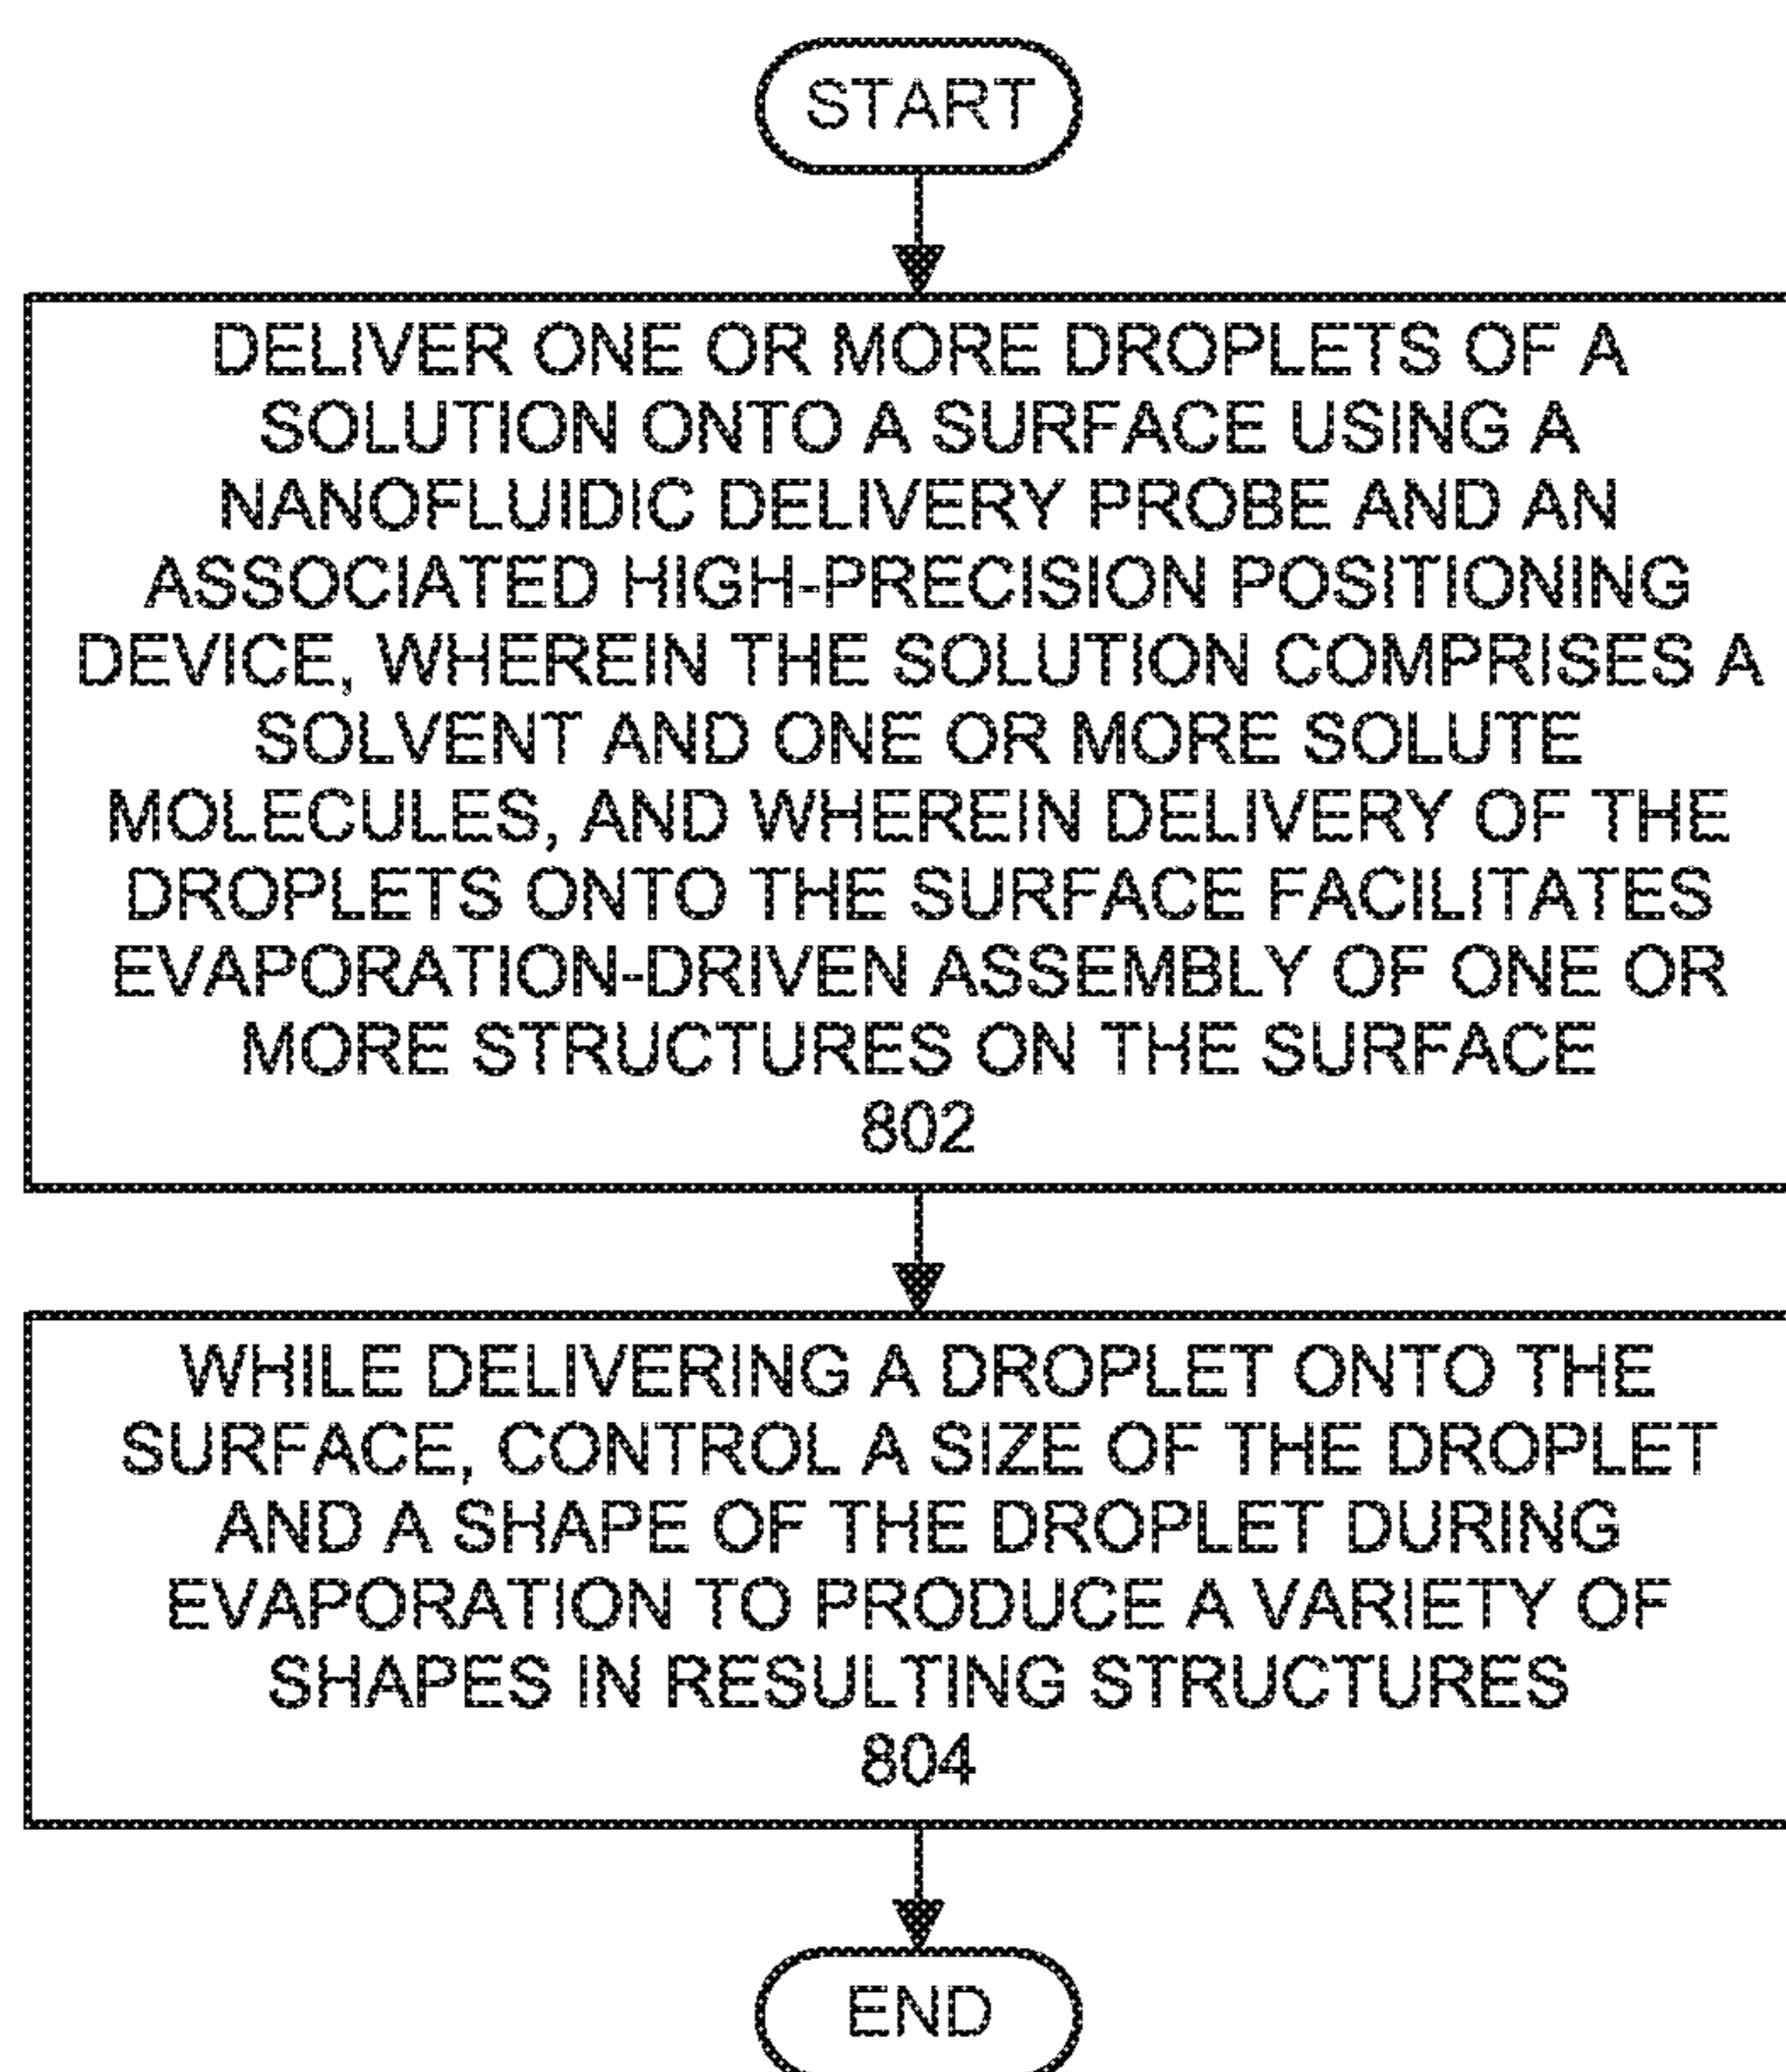 START
DELIVER ONE OR MORE DROPLETS OF A
SOLUTION ONTO A SURFACE USING A
NANOFLUIDIC DELIVERY PROBE AND AN
ASSOCIATED HIGH-PRECISION POSITIONING
DEVICE, WHEREIN THE SOLUTION COMPRISES A
SOLVENT AND ONE OR MORE SOLUTE
MOLECULES, AND WHEREIN DELIVERY OF THE
DROPLETS ONTO THE SURFACE FACILITATES
EVAPORATION-DRIVEN ASSEMBLY OF ONE OR
MORE STRUCTURES ON THE SURFACE
802
WHILE DELIVERING A DROPLET ONTO THE
SURFACE, CONTROL A SIZE OF THE DROPLET
AND A SHAPE OF THE DROPLET DURING
EVAPORATION TO PRODUCE A VARIETY OF
SHAPES IN RESULTING STRUCTURES
804
END